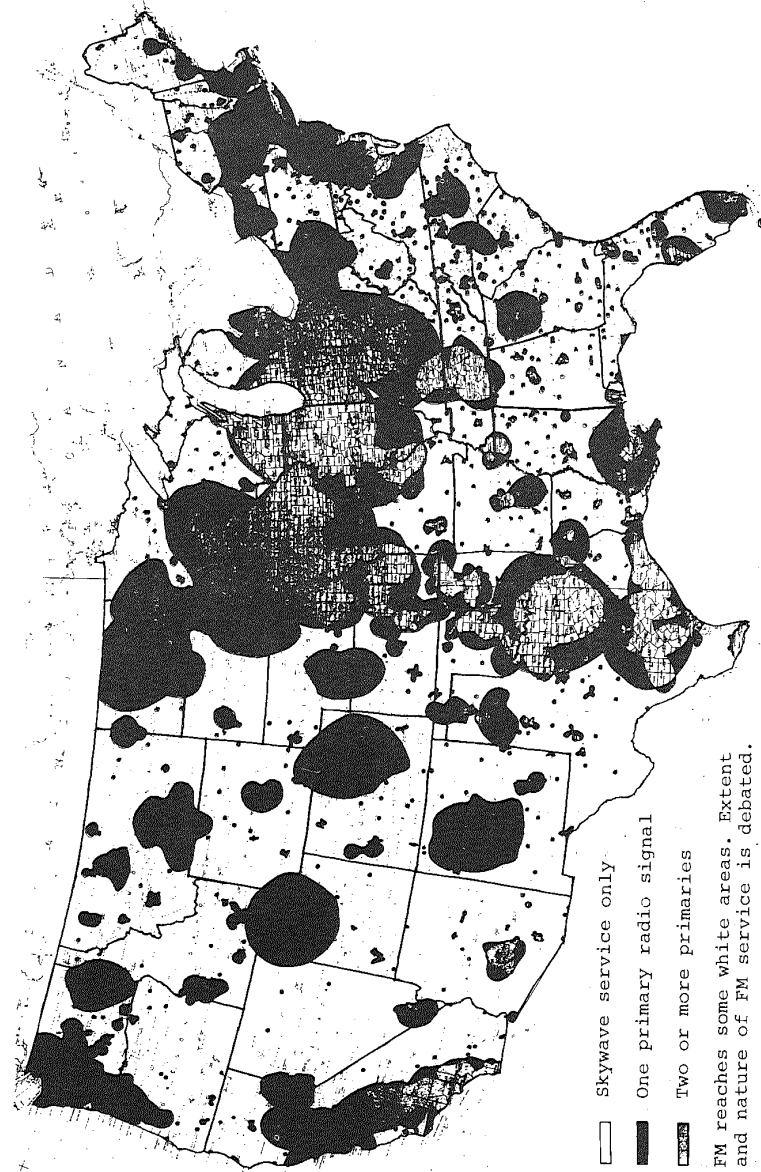 Skywave service only
One primary radio signal
Two or more primaries
FM reaches some white areas. Extent
and nature of FM service is debated.